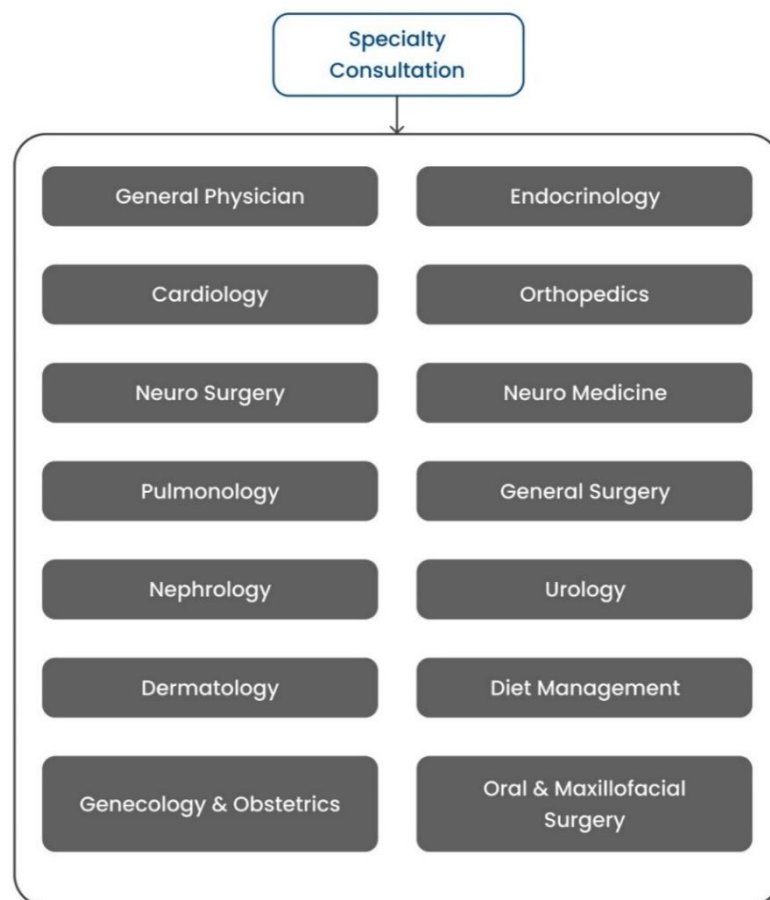 Specialty
Consultation
General Physician
Endocrinology
Cardiology
Orthopedics
Neuro Surgery
Neuro Medicine
Pulmonology
General Surgery
Nephrology
Urology
Dermatology
Diet Management
Genecology & Obstetrics
Oral & Maxillofacial
Surgery